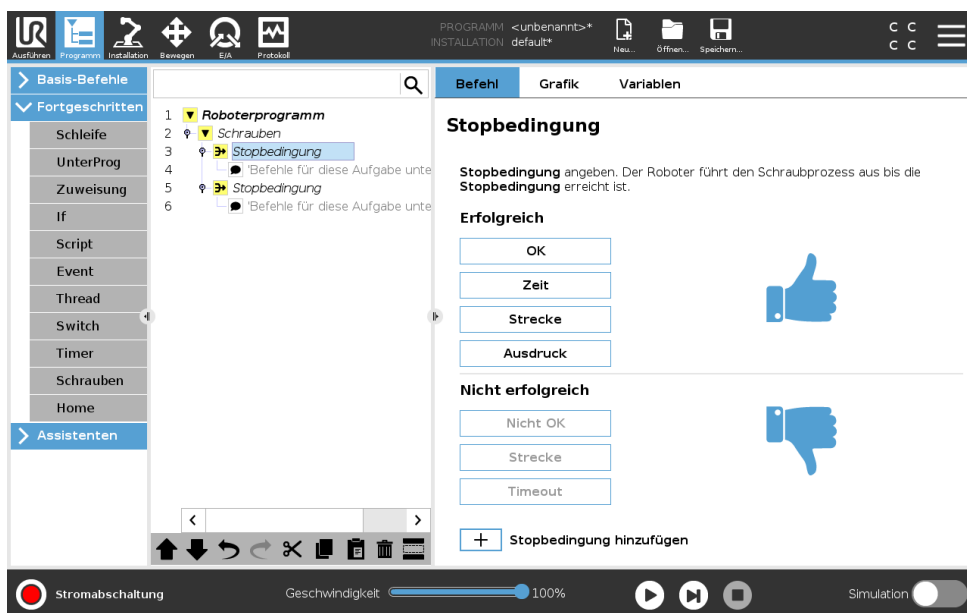 UR
PROGRAMM <unbenannt>*
INSTALLATION default*
Ausführen Programm Installation Bewegen E/A Protokoll
Neu... Öffnen... Speichern...
C C
C C
Basis-Befehle
Fortgeschritten
Schleife
UnterProg
Zuweisung
If
Script
Event
Thread
Switch
Timer
Schrauben
Home
Assistenten
1 Roboterprogramm
2 Schrauben
3 Stopbedingung
4 'Befehle für diese Aufgabe unte
5 Stopbedingung
6 'Befehle für diese Aufgabe unte
Befehl Grafik Variablen
Stopbedingung
Stopbedingung angeben. Der Roboter führt den Schraubprozess aus bis die
Stopbedingung erreicht ist.
Erfolgreich
OK
Zeit
Strecke
Ausdruck
Nicht erfolgreich
Nicht OK
Strecke
Timeout
Stopbedingung hinzufügen
Stromabschaltung
Geschwindigkeit 100%
Simulation